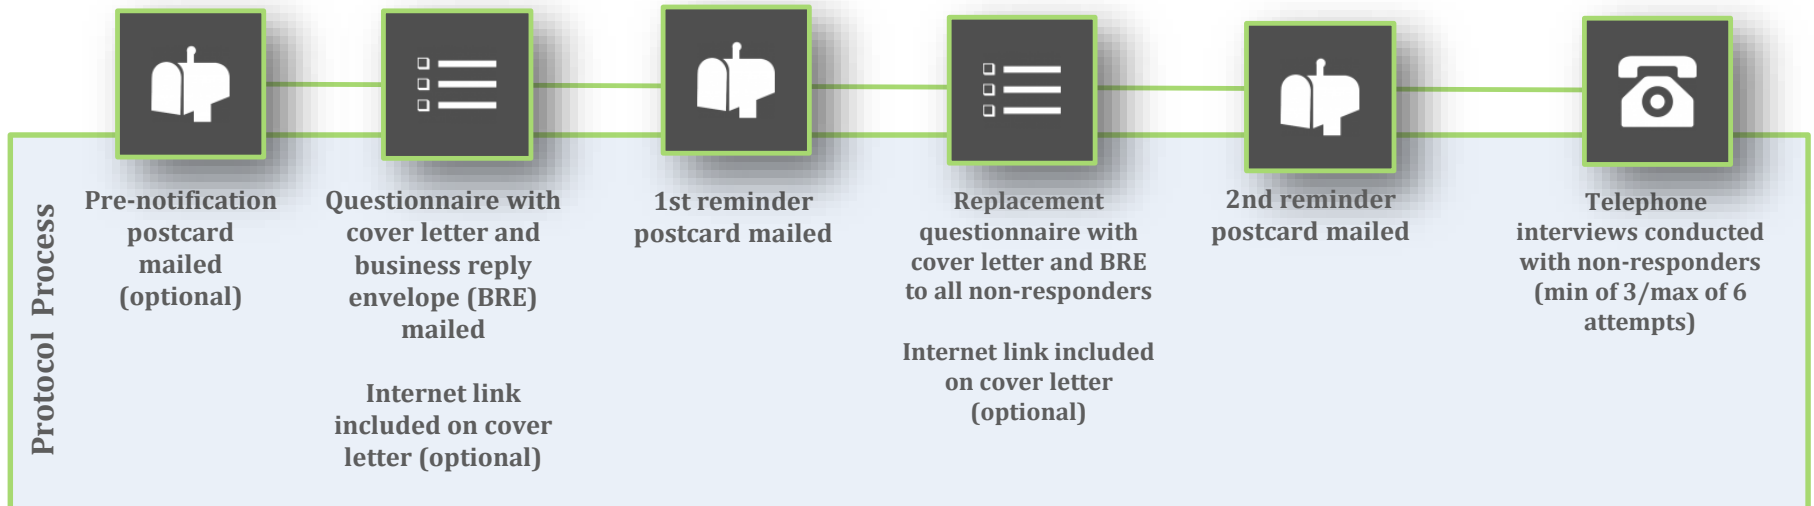 Protocol Process
Pre-notification
postcard
mailed
(optional)
Questionnaire with
cover letter and
business reply
envelope (BRE)
mailed
Internet link
included on cover
letter (optional)
1st reminder
postcard mailed
Replacement
questionnaire with
cover letter and BRE
to all non-responders
Internet link included
on cover letter
(optional)
2nd reminder
postcard mailed
Telephone
interviews conducted
with non-responders
(min of 3/max of 6
attempts)